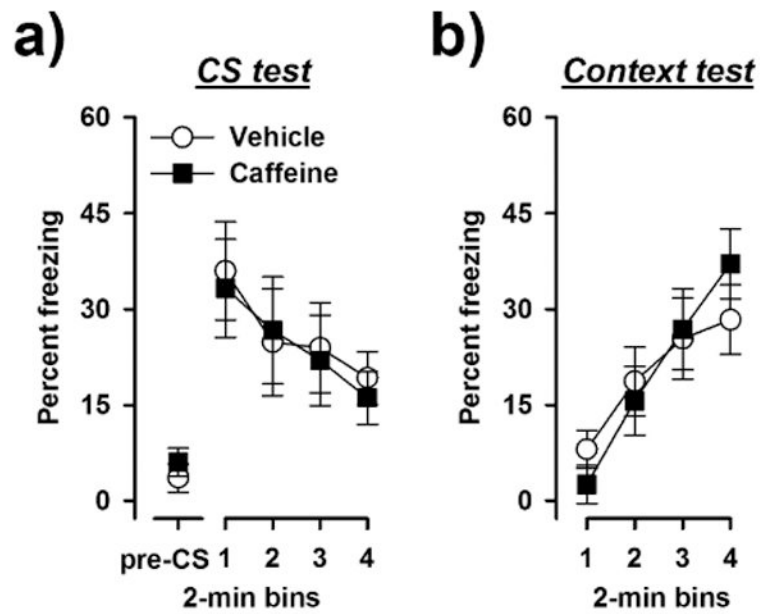 a)
CS test
60
45
30
15
0
Percent freezing
Vehicle
Caffeine
pre-CS 1 2 3 4
2-min bins
b)
Context test
60
45
30
15
0
Percent freezing
1 2 3 4
2-min bins